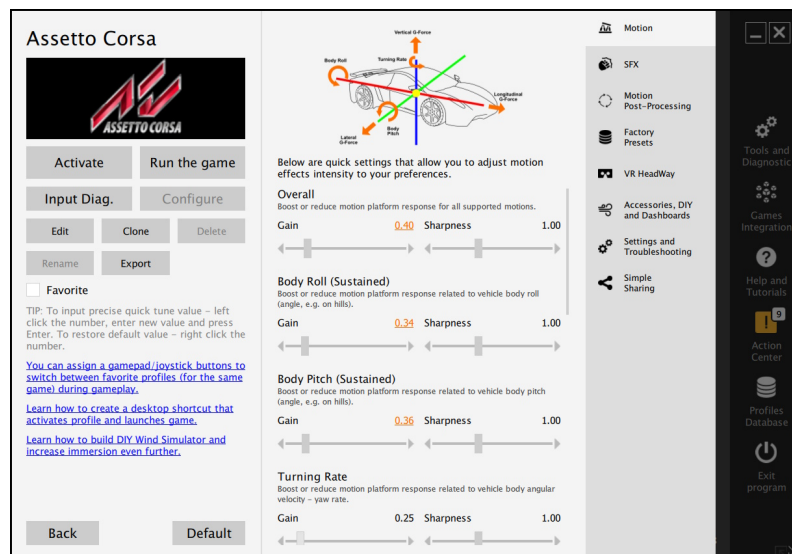 Assetto Corsa
ASSETTO CORSA
Activate
Run the game
Input Diag.
Configure
Edit
Clone
Delete
Rename
Export
Favorite
TIP: To input precise quick tune value – left
click the number, enter new value and press
Enter. To restore default value – right click the
number.
You can assign a gamepad/joystick buttons to
switch between favorite profiles (for the same
game) during gameplay.
Learn how to create a desktop shortcut that
activates profile and launches game.
Learn how to build DIY Wind Simulator and
increase immersion even further.
Back
Default
Vertical G-Force
Body Roll
Turning Rate
Longitudinal
G-Force
Lateral
G-Force
Body
Pitch
Below are quick settings that allow you to adjust motion
effects intensity to your preferences.
Overall
Boost or reduce motion platform response for all supported motions.
Gain 0.40 Sharpness 1.00
Body Roll (Sustained)
Boost or reduce motion platform response related to vehicle body roll
(angle, e.g. on hills).
Gain 0.34 Sharpness 1.00
Body Pitch (Sustained)
Boost or reduce motion platform response related to vehicle body pitch
(angle, e.g. on hills).
Gain 0.36 Sharpness 1.00
Turning Rate
Boost or reduce motion platform response related to vehicle body angular
velocity – yaw rate.
Gain 0.25 Sharpness 1.00
Motion
SFX
Motion
Post-Processing
Factory
Presets
VR HeadWay
Accessories, DIY
and Dashboards
Settings and
Troubleshooting
Simple
Sharing
Tools and
Diagnostic
Games
Integration
Help and
Tutorials
9
Action
Center
Profiles
Database
Exit
program